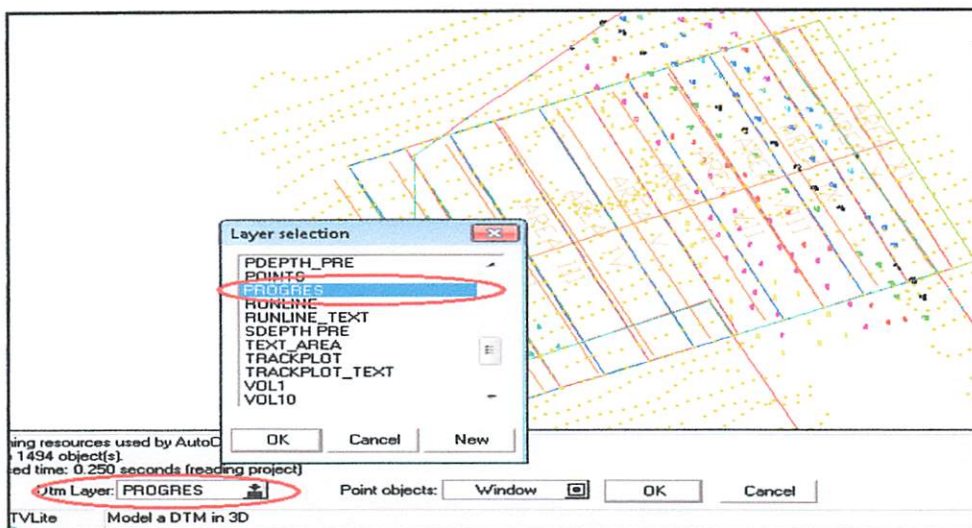 Layer selection
PDEPTH_PRE
POINTS
PROGRES
RUNLINE
RUNLINE_TEXT
SDEPTH PRE
TEXT_AREA
TRACKPLOT
TRACKPLOT_TEXT
VOL1
VOL10
OK Cancel New
ning resources used by AutoC
1494 object(s).
sed time: 0.250 seconds (reading project)
Dtm Layer: PROGRES Point objects: Window OK Cancel
TVLite Model a DTM in 3D